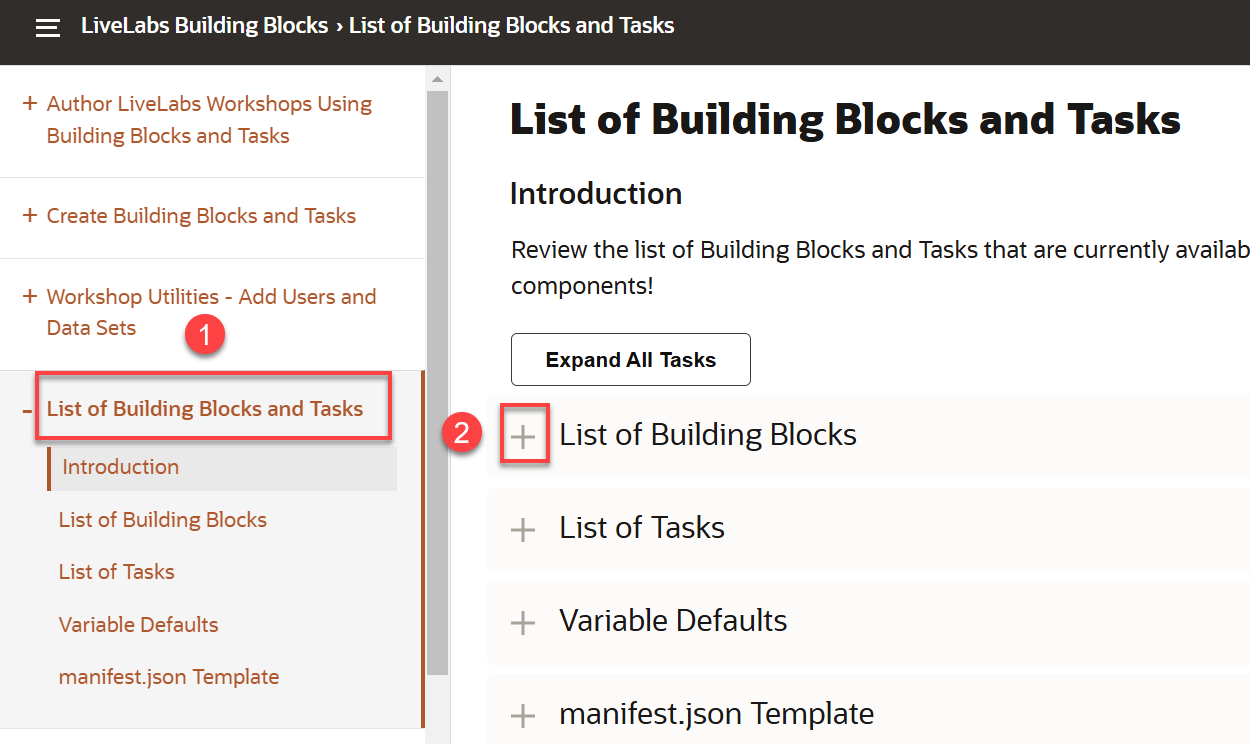 LiveLabs Building Blocks › List of Building Blocks and Tasks
+ Author LiveLabs Workshops Using
Building Blocks and Tasks
+ Create Building Blocks and Tasks
+ Workshop Utilities - Add Users and
Data Sets
1
- List of Building Blocks and Tasks
Introduction
List of Building Blocks
List of Tasks
Variable Defaults
manifest.json Template
List of Building Blocks and Tasks
Introduction
Review the list of Building Blocks and Tasks that are currently availab
components!
Expand All Tasks
2
+ List of Building Blocks
+ List of Tasks
+ Variable Defaults
+ manifest.json Template